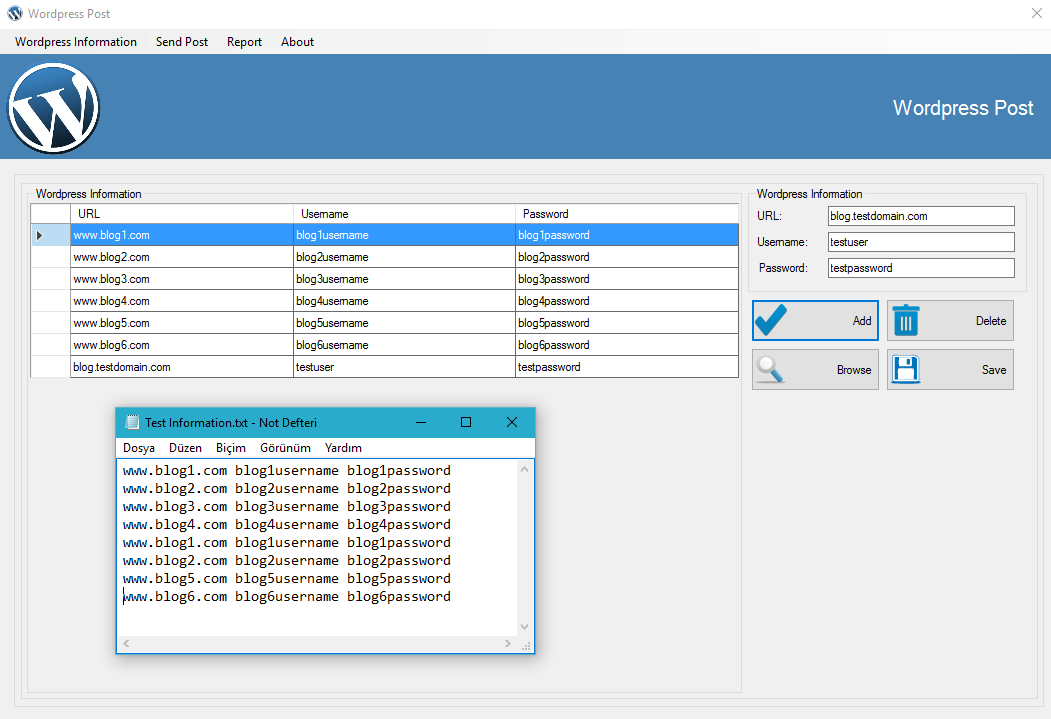 Wordpress Post
Wordpress Information Send Post Report About
Wordpress Post
Wordpress Information
URL Username Password
www.blog1.com blog1username blog1password
www.blog2.com blog2username blog2password
www.blog3.com blog3username blog3password
www.blog4.com blog4username blog4password
www.blog5.com blog5username blog5password
www.blog6.com blog6username blog6password
blog.testdomain.com testuser testpassword
Wordpress Information
URL: blog.testdomain.com
Username: testuser
Password: testpassword
Add Delete
Browse Save
Test Information.txt - Not Defteri
Dosya Düzen Biçim Görünüm Yardım
www.blog1.com blog1username blog1password
www.blog2.com blog2username blog2password
www.blog3.com blog3username blog3password
www.blog4.com blog4username blog4password
www.blog1.com blog1username blog1password
www.blog2.com blog2username blog2password
www.blog5.com blog5username blog5password
www.blog6.com blog6username blog6password